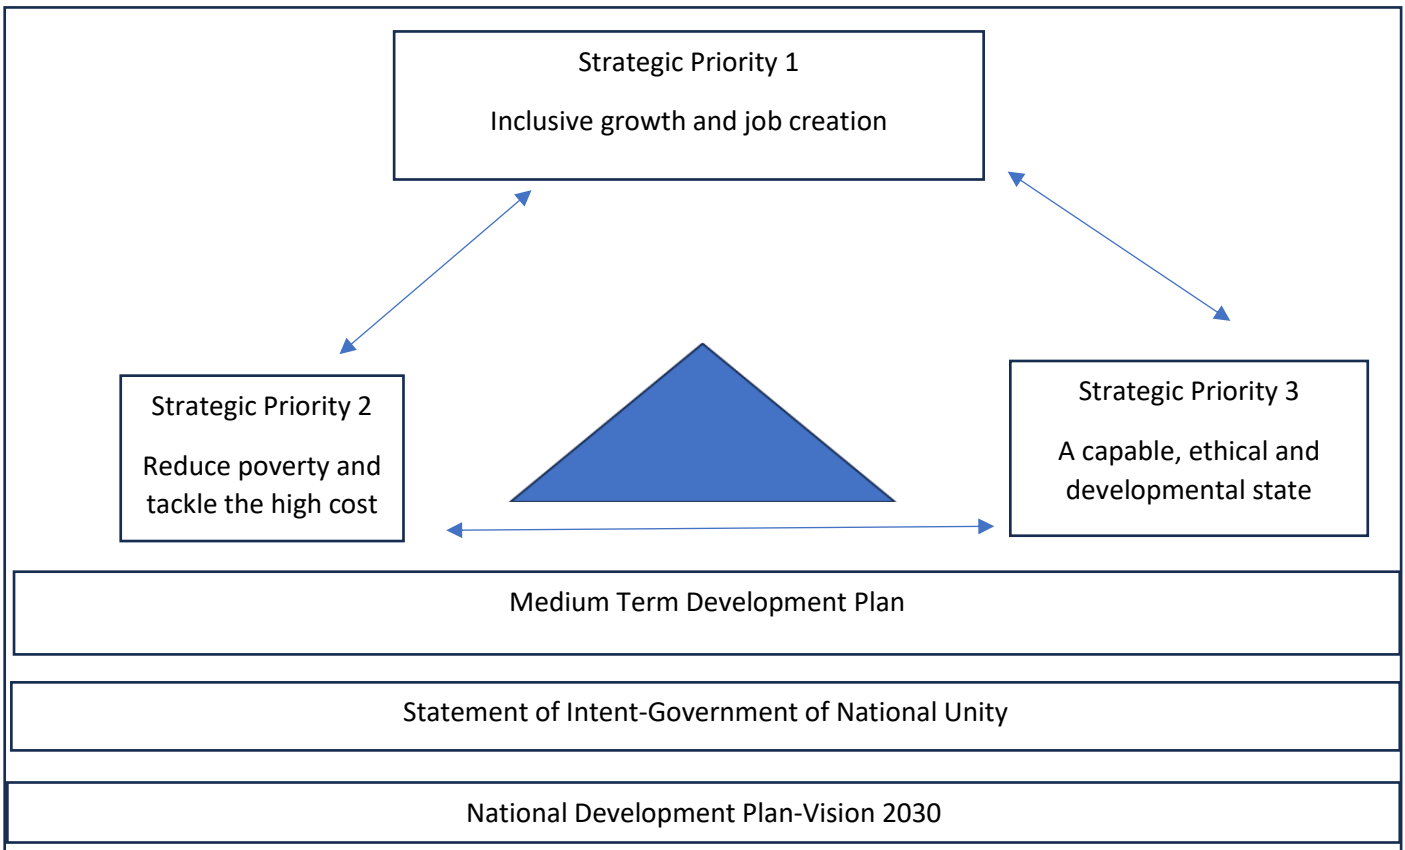 Strategic Priority 1
Inclusive growth and job creation
Strategic Priority 2
Reduce poverty and
tackle the high cost
Strategic Priority 3
A capable, ethical and
developmental state
Medium Term Development Plan
Statement of Intent-Government of National Unity
National Development Plan-Vision 2030